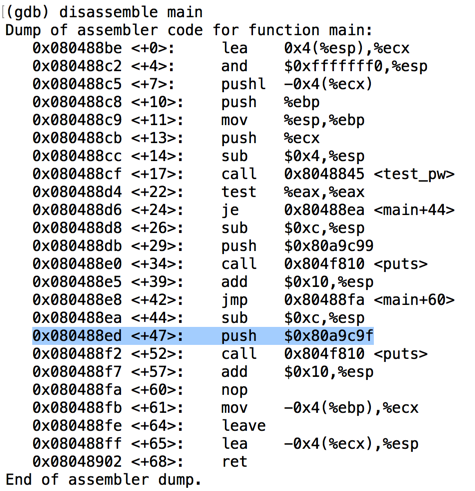 (gdb) disassemble main
Dump of assembler code for function main:
0x080488be <+0>: lea 0x4(%esp),%ecx
0x080488c2 <+4>: and $0xfffffff0,%esp
0x080488c5 <+7>: pushl -0x4(%ecx)
0x080488c8 <+10>: push %ebp
0x080488c9 <+11>: mov %esp,%ebp
0x080488cb <+13>: push %ecx
0x080488cc <+14>: sub $0x4,%esp
0x080488cf <+17>: call 0x8048845 <test_pw>
0x080488d4 <+22>: test %eax,%eax
0x080488d6 <+24>: je 0x80488ea <main+44>
0x080488d8 <+26>: sub $0xc,%esp
0x080488db <+29>: push $0x80a9c99
0x080488e0 <+34>: call 0x804f810 <puts>
0x080488e5 <+39>: add $0x10,%esp
0x080488e8 <+42>: jmp 0x80488fa <main+60>
0x080488ea <+44>: sub $0xc,%esp
0x080488ed <+47>: push $0x80a9c9f
0x080488f2 <+52>: call 0x804f810 <puts>
0x080488f7 <+57>: add $0x10,%esp
0x080488fa <+60>: nop
0x080488fb <+61>: mov -0x4(%ebp),%ecx
0x080488fe <+64>: leave
0x080488ff <+65>: lea -0x4(%ecx),%esp
0x08048902 <+68>: ret
End of assembler dump.